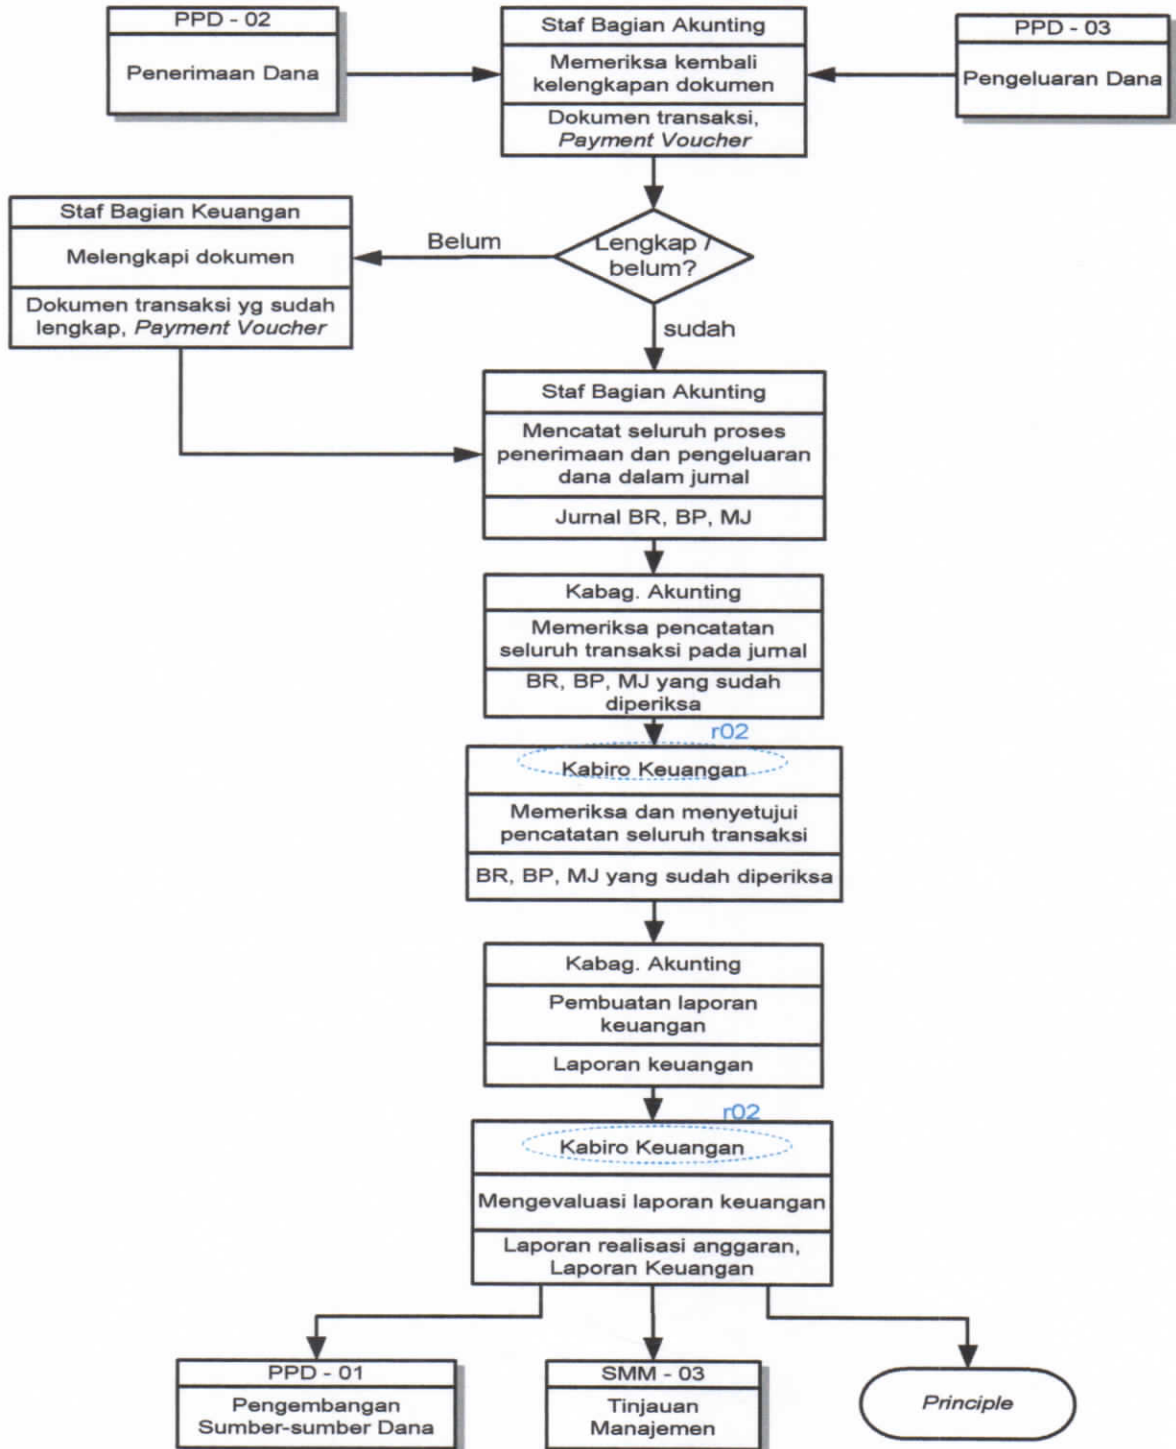 PPD - 02
Penerimaan Dana
Staf Bagian Akunting
Memeriksa kembali
kelengkapan dokumen
Dokumen transaksi,
Payment Voucher
PPD - 03
Pengeluaran Dana
Staf Bagian Keuangan
Melengkapi dokumen
Dokumen transaksi yg sudah
lengkap, Payment Voucher
Belum
Lengkap /
belum?
sudah
Staf Bagian Akunting
Mencatat seluruh proses
penerimaan dan pengeluaran
dana dalam jurnal
Jurnal BR, BP, MJ
Kabag. Akunting
Memeriksa pencatatan
seluruh transaksi pada jurnal
BR, BP, MJ yang sudah
diperiksa
r02
Kabiro Keuangan
Memeriksa dan menyetujui
pencatatan seluruh transaksi
BR, BP, MJ yang sudah diperiksa
Kabag. Akunting
Pembuatan laporan
keuangan
Laporan keuangan
r02
Kabiro Keuangan
Mengevaluasi laporan keuangan
Laporan realisasi anggaran,
Laporan Keuangan
PPD - 01
Pengembangan
Sumber-sumber Dana
SMM - 03
Tinjauan
Manajemen
Principle